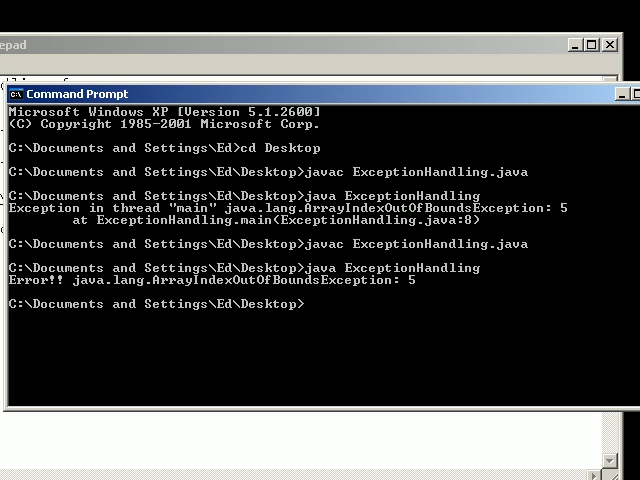 epad
Command Prompt
Microsoft Windows XP [Version 5.1.2600]
(C) Copyright 1985-2001 Microsoft Corp.
C:\Documents and Settings\Ed>cd Desktop
C:\Documents and Settings\Ed\Desktop>javac ExceptionHandling.java
C:\Documents and Settings\Ed\Desktop>java ExceptionHandling
Exception in thread "main" java.lang.ArrayIndexOutOfBoundsException: 5
        at ExceptionHandling.main(ExceptionHandling.java:8)
C:\Documents and Settings\Ed\Desktop>javac ExceptionHandling.java
C:\Documents and Settings\Ed\Desktop>java ExceptionHandling
Error!! java.lang.ArrayIndexOutOfBoundsException: 5
C:\Documents and Settings\Ed\Desktop>